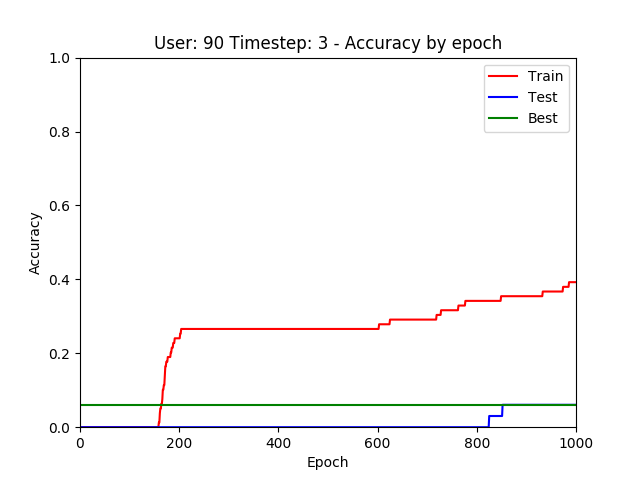 User: 90 Timestep: 3 - Accuracy by epoch
1.0
0.8
0.6
0.4
0.2
0.0
Accuracy
0 200 400 600 800 1000
Epoch
Train
Test
Best